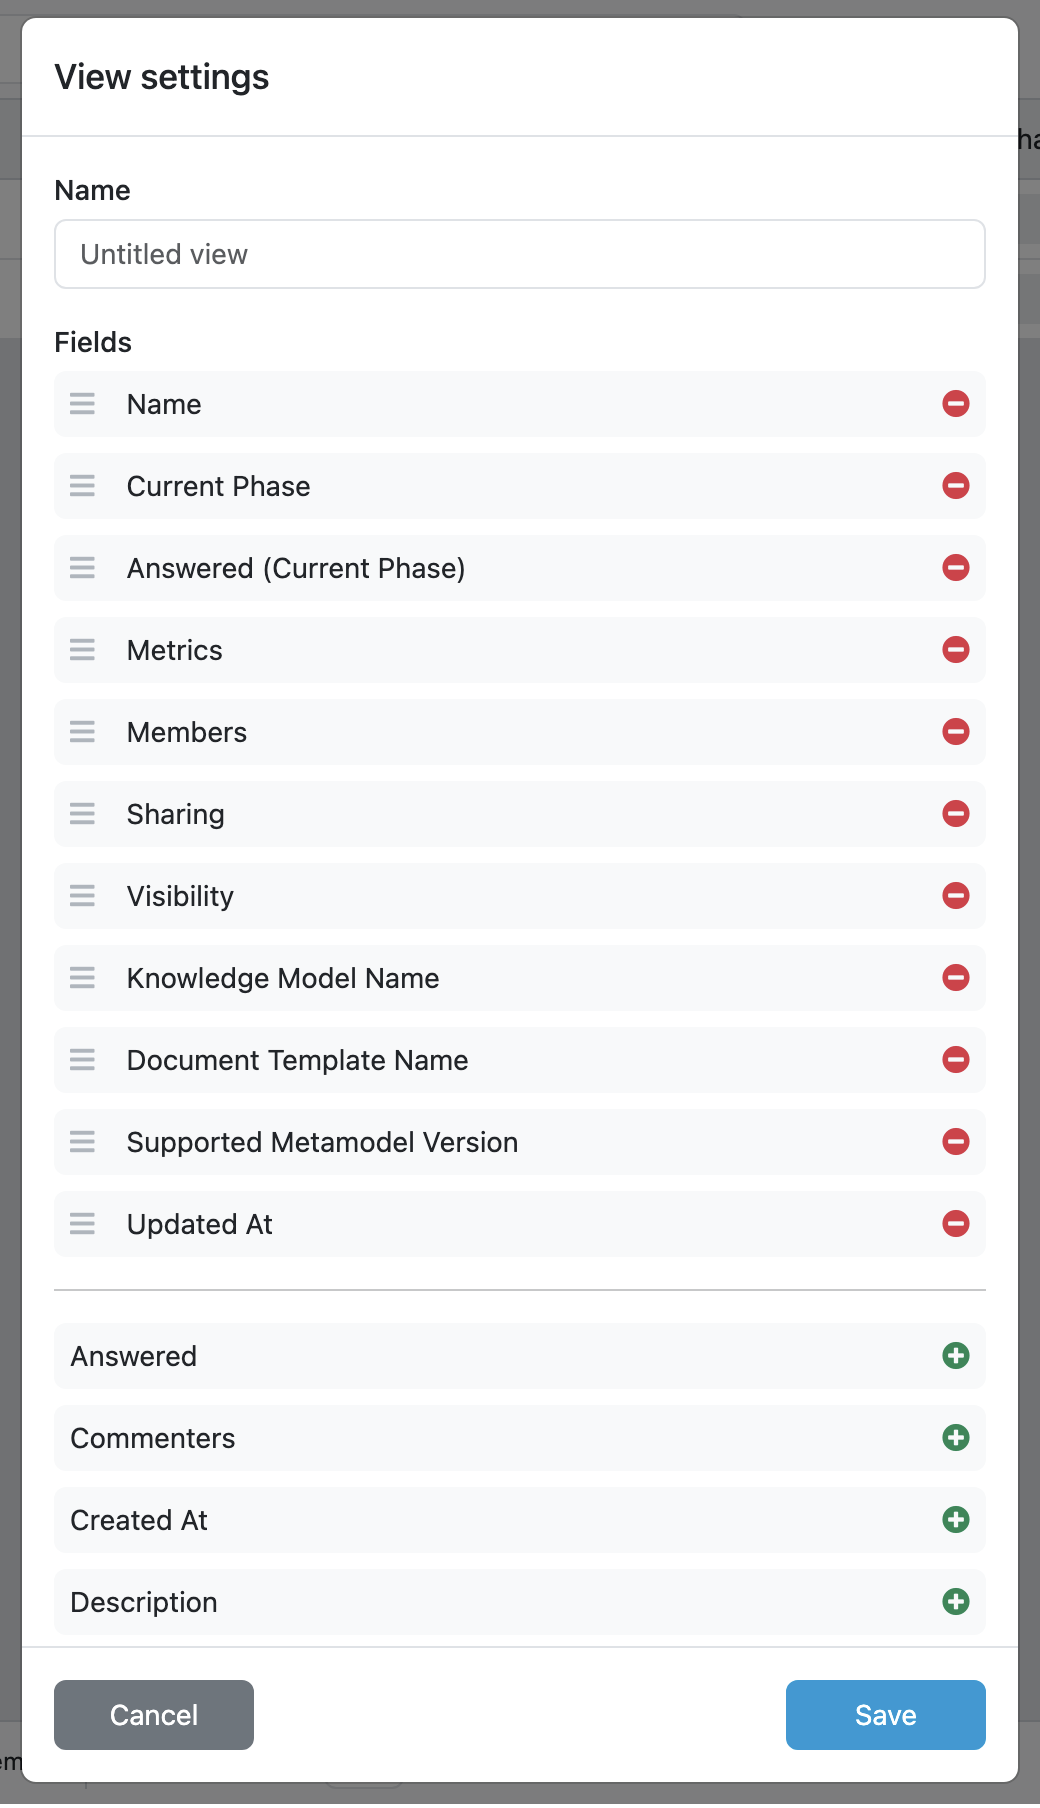 View settings
Name
Untitled view
Fields
Name
Current Phase
Answered (Current Phase)
Metrics
Members
Sharing
Visibility
Knowledge Model Name
Document Template Name
Supported Metamodel Version
Updated At
Answered
Commenters
Created At
Description
Cancel
Save